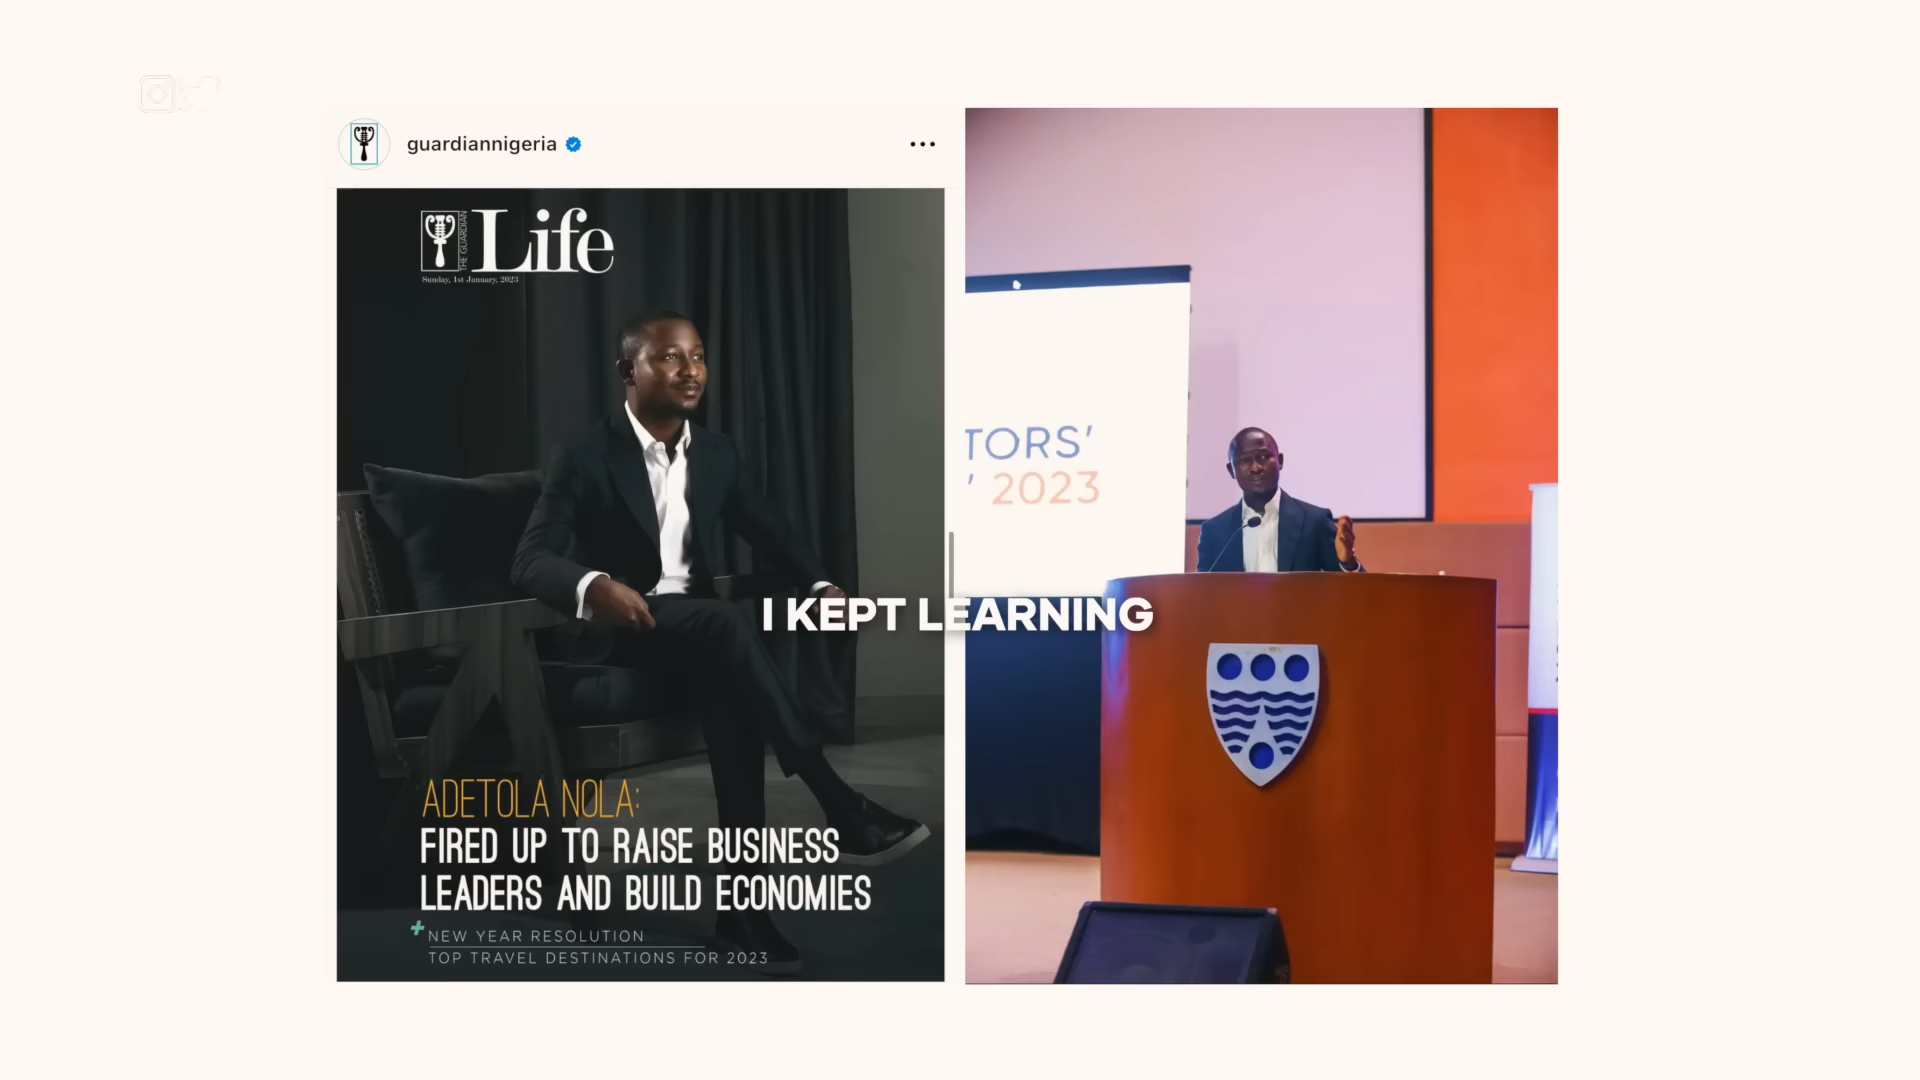 guardiannigeria
THE GUARDIAN
Life
Sunday, 1st January, 2023
TORS'
' 2023
I KEPT LEARNING
ADETOLA NOLA:
FIRED UP TO RAISE BUSINESS
LEADERS AND BUILD ECONOMIES
+ NEW YEAR RESOLUTION
TOP TRAVEL DESTINATIONS FOR 2023